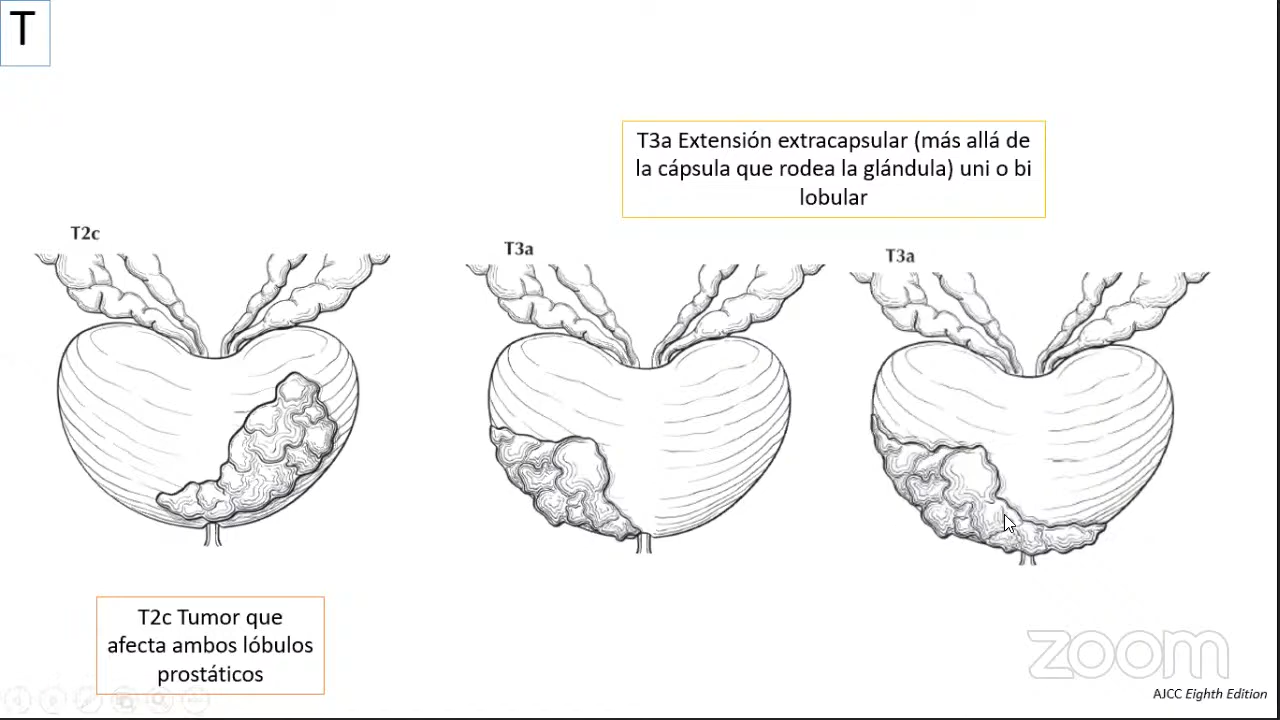 T
T3a Extensión extracapsular (más allá de
la cápsula que rodea la glándula) uni o bi
lobular
T2c
T3a
T3a
T2c Tumor que
afecta ambos lóbulos
prostáticos
zoom
AJCC Eighth Edition